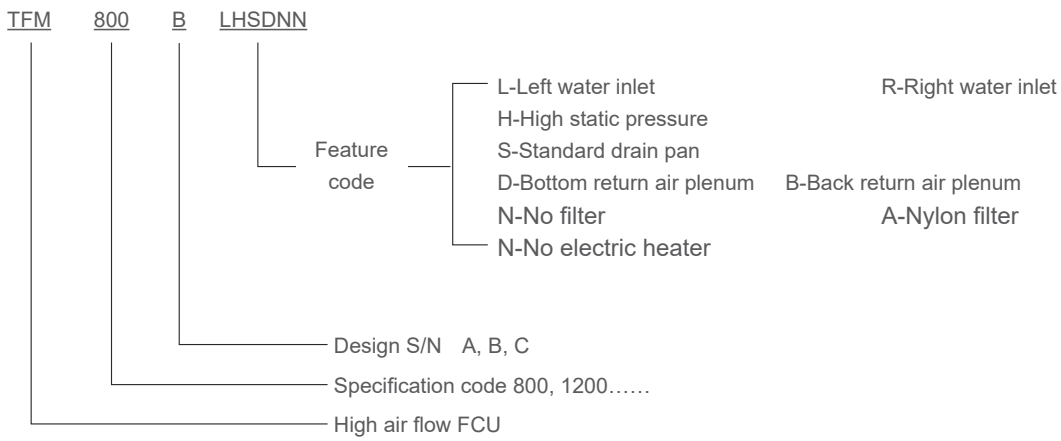 TFM 800 B LHSDNN
L-Left water inlet R-Right water inlet
H-High static pressure
Feature
code
S-Standard drain pan
D-Bottom return air plenum B-Back return air plenum
N-No filter A-Nylon filter
N-No electric heater
Design S/N A, B, C
Specification code 800, 1200……
High air flow FCU